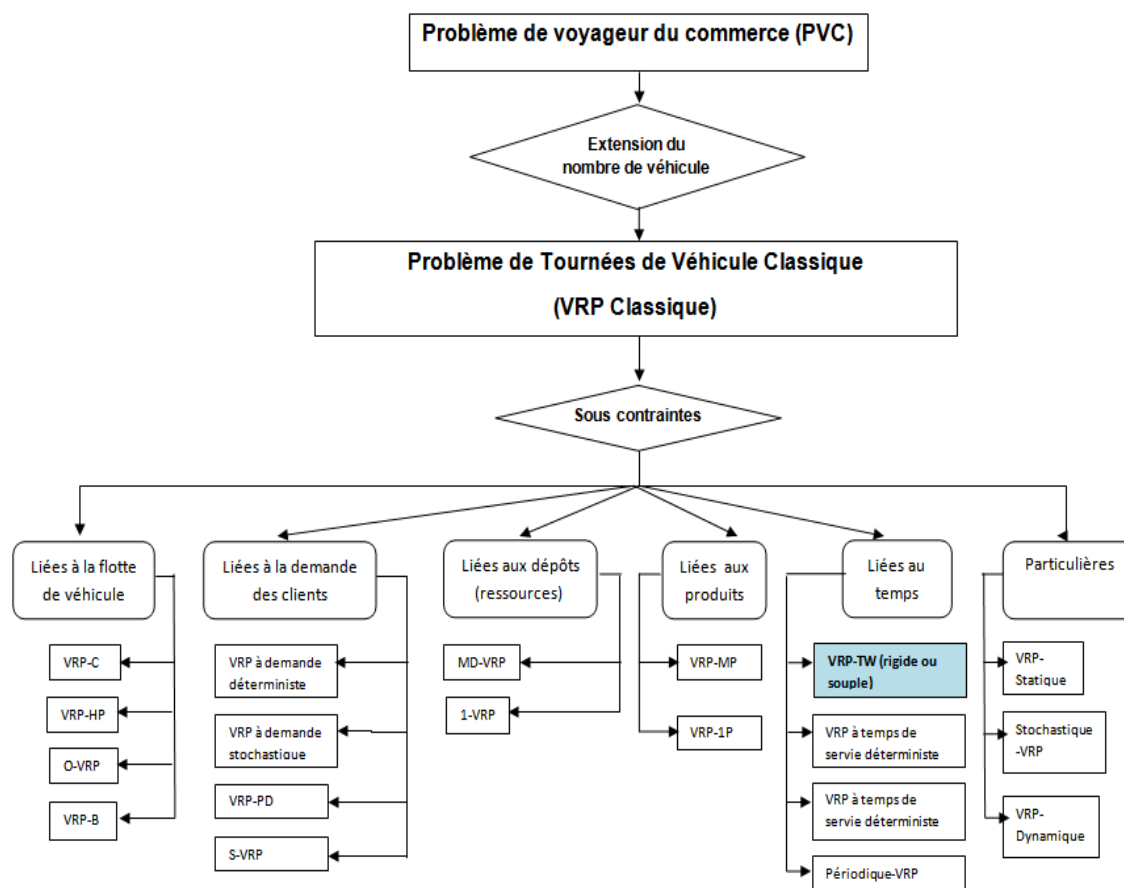 Problème de voyageur du commerce (PVC)
Extension du
nombre de véhicule
Problème de Tournées de Véhicule Classique
(VRP Classique)
Sous contraintes
Liées à la flotte
de véhicule
VRP-C
VRP-HP
O-VRP
VRP-B
Liées à la demande
des clients
VRP à demande
déterministe
VRP à demande
stochastique
VRP-PD
S-VRP
Liées aux dépôts
(ressources)
MD-VRP
1-VRP
Liées aux
produits
VRP-MP
VRP-1P
Liées au
temps
VRP-TW (rigide ou
souple)
VRP à temps de
servie déterministe
VRP à temps de
servie déterministe
Périodique-VRP
Particulières
VRP-
Statique
Stochastique
-VRP
VRP-
Dynamique